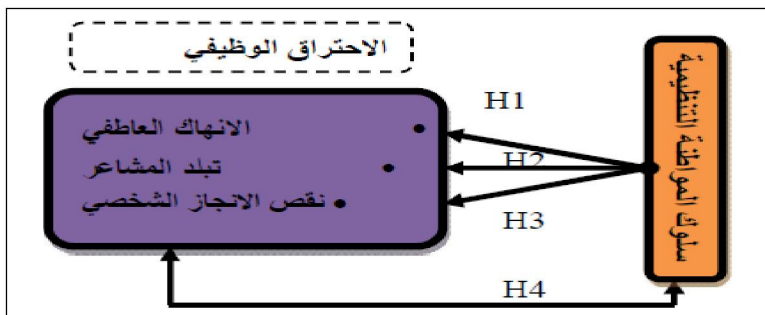 الاحتراق الوظيفي
• الانهاك العاطفي
• تبلد المشاعر
• نقص الانجاز الشخصي
H1
H2
H3
H4
سلوك المواطنة التنظيمية